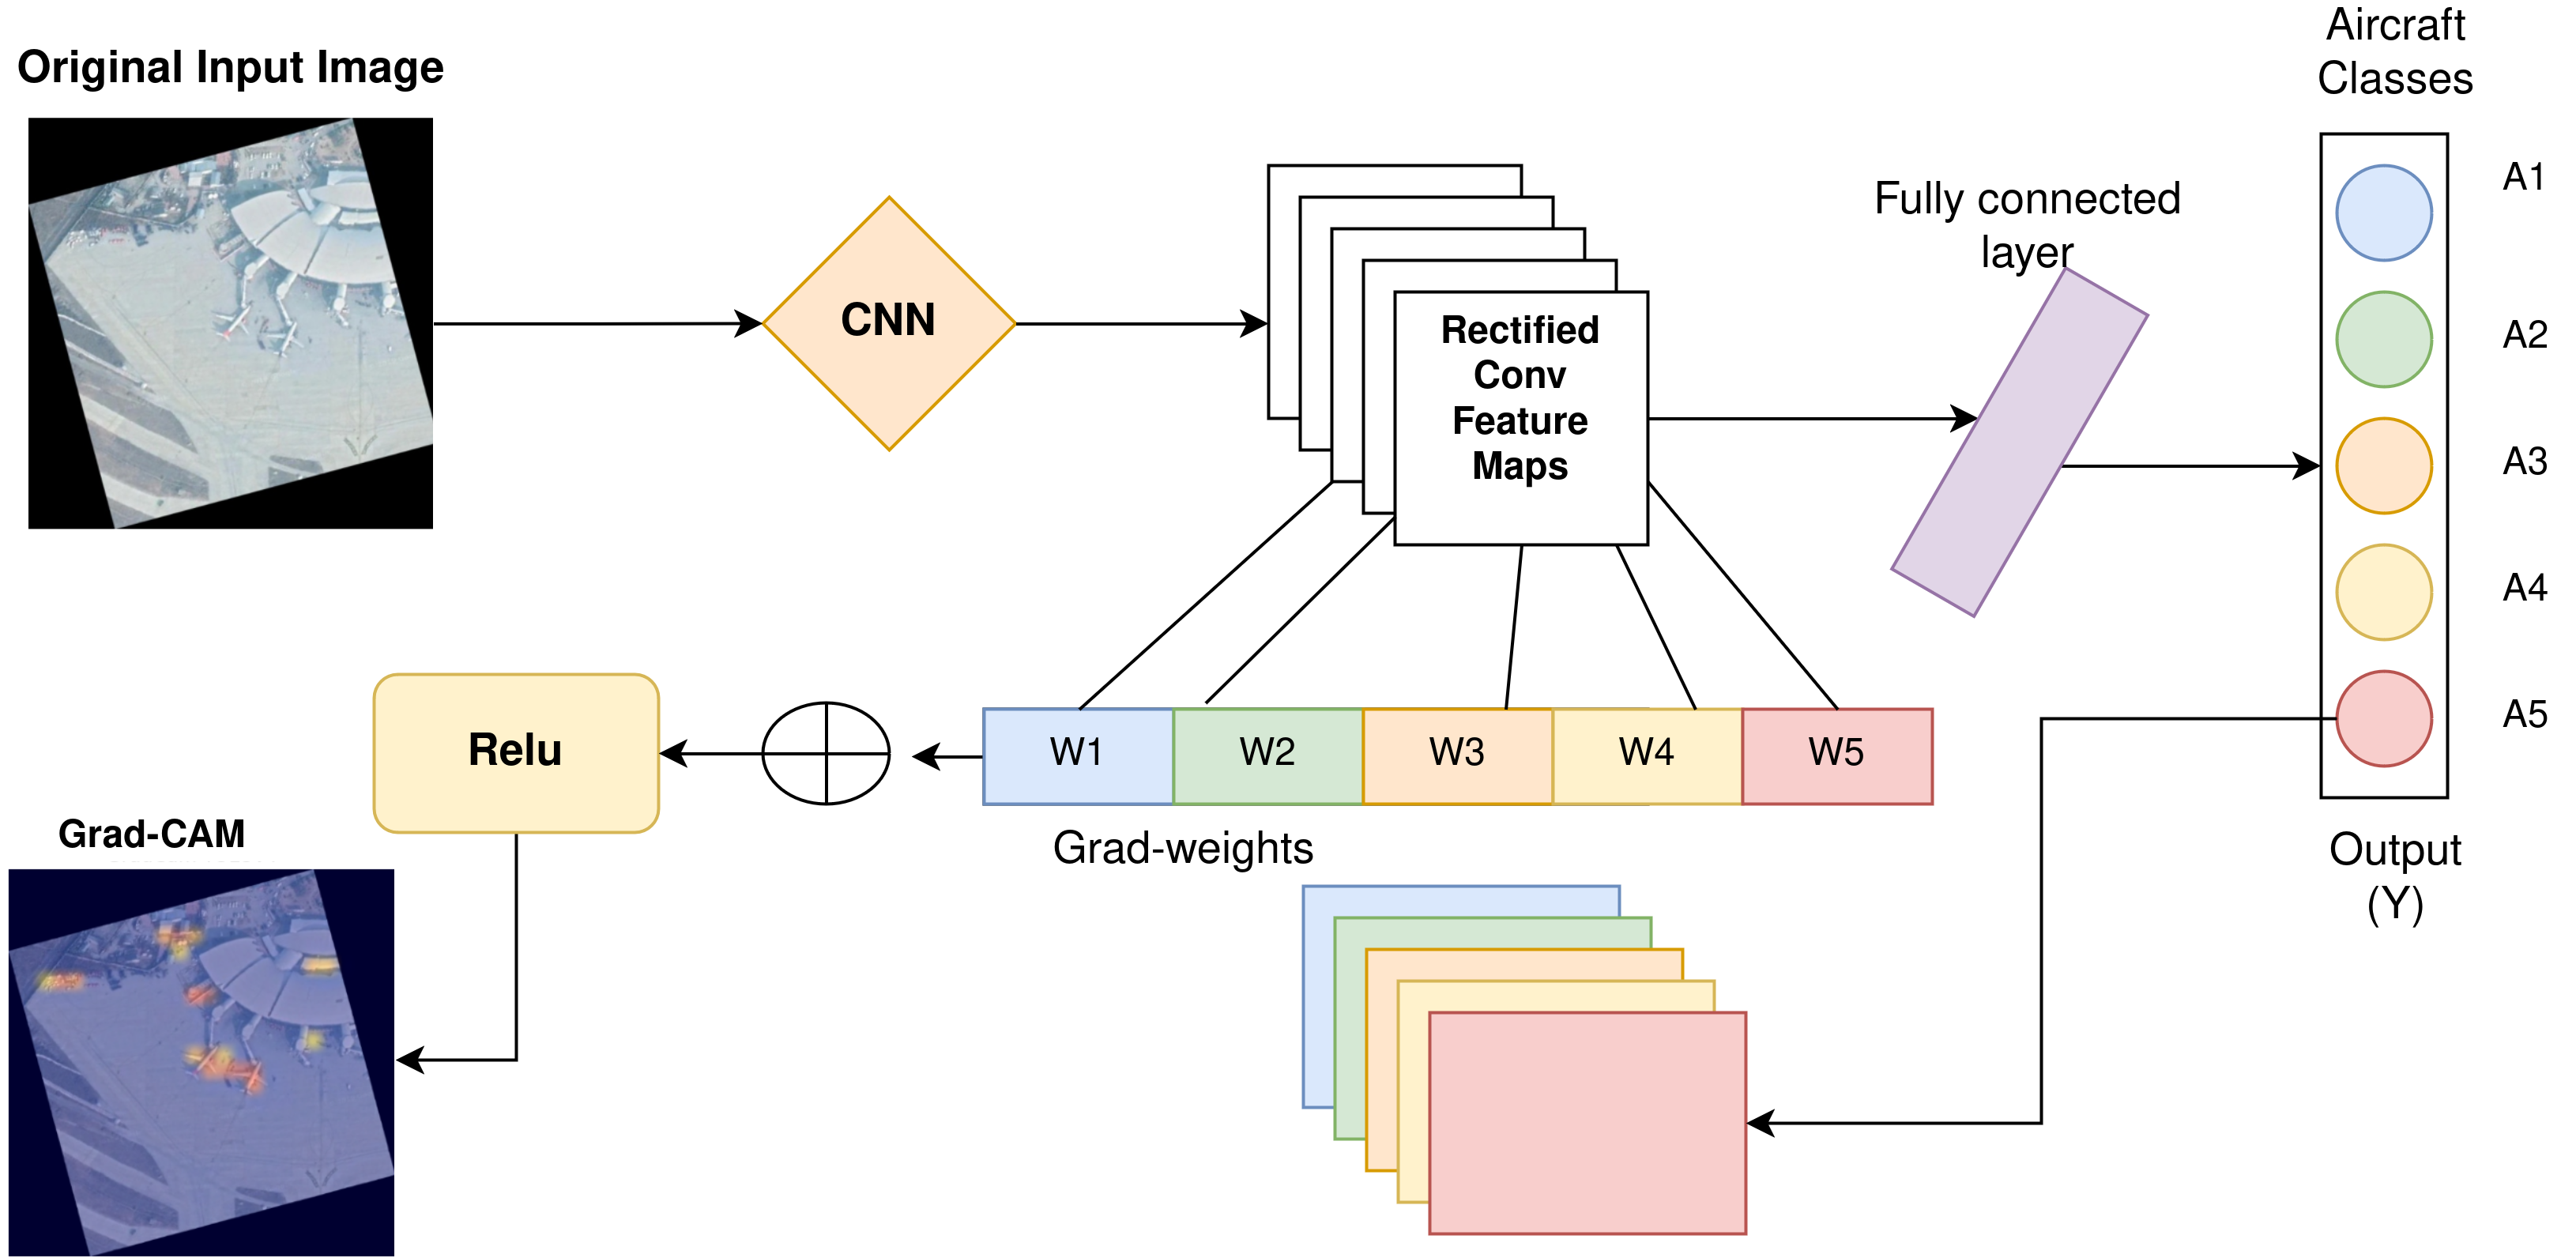 Original Input Image
CNN
Rectified
Conv
Feature
Maps
Fully connected
layer
Aircraft
Classes
A1
A2
A3
A4
A5
Output
(Y)
W1
W2
W3
W4
W5
Grad-weights
Relu
Grad-CAM